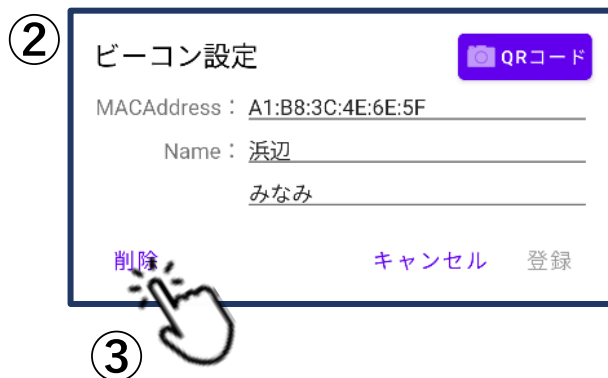 ②
ビーコン設定
QRコード
MACAddress： A1:B8:3C:4E:6E:5F
Name： 浜辺
みなみ
削除 キャンセル 登録
③